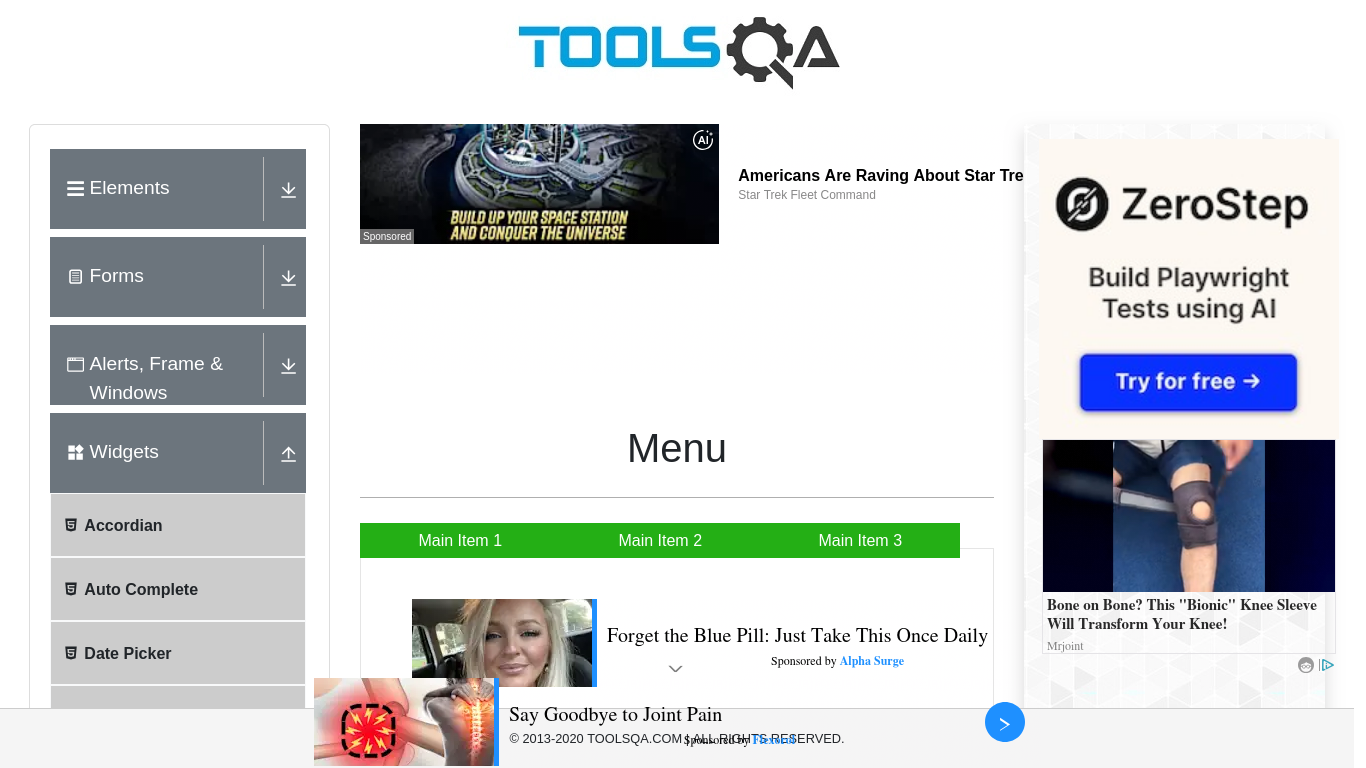 TOOLSQA
Elements
Forms
Alerts, Frame &
Windows
Widgets
Accordian
Auto Complete
Date Picker
AI
BUILD UP YOUR SPACE STATION
AND CONQUER THE UNIVERSE
Sponsored
Americans Are Raving About Star Tre
Star Trek Fleet Command
Menu
Main Item 1
Main Item 2
Main Item 3
Forget the Blue Pill: Just Take This Once Daily
Sponsored by Alpha Surge
Say Goodbye to Joint Pain
Sponsored by
© 2013-2020 TOOLSQA.COM | ALL RIGHTS RESERVED.
ZeroStep
Build Playwright
Tests using AI
Try for free →
Bone on Bone? This "Bionic" Knee Sleeve
Will Transform Your Knee!
Mrjoint